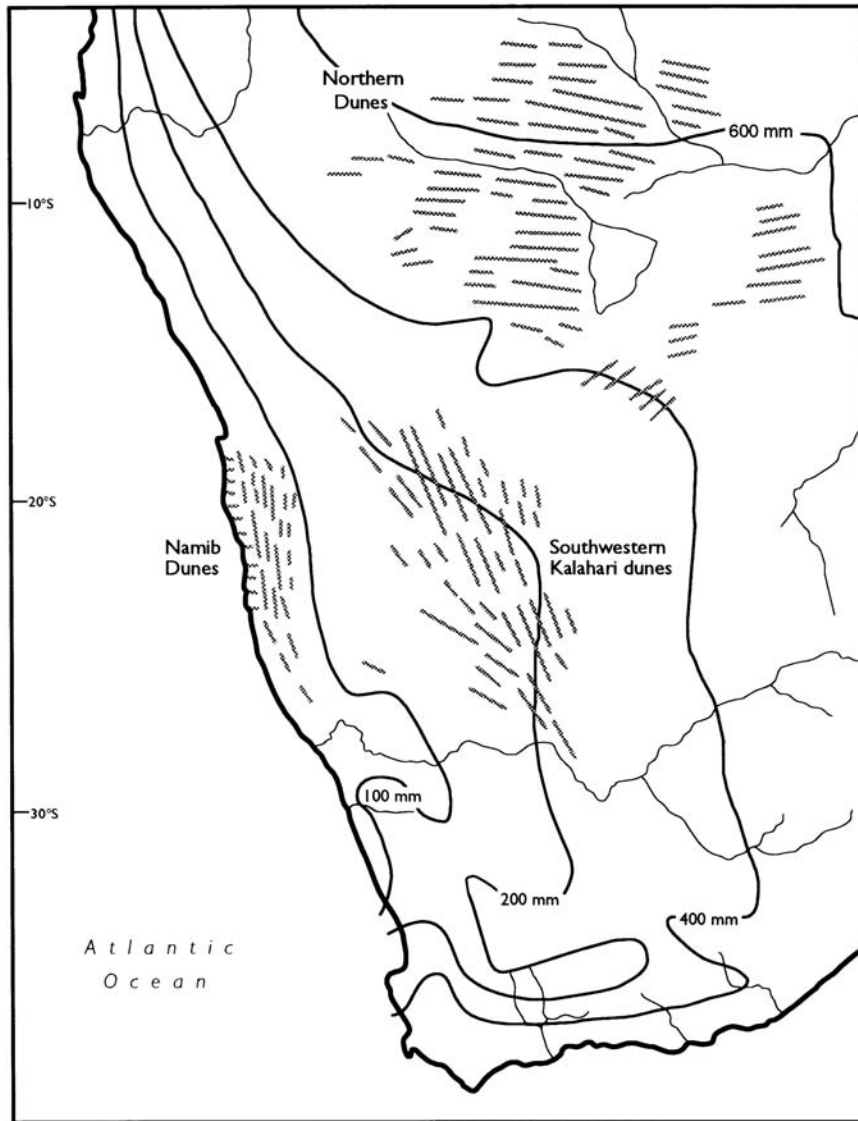 Northern
Dunes
600 mm
10°S
20°S
Namib
Dunes
Southwestern
Kalahari dunes
100 mm
30°S
200 mm
400 mm
Atlantic
Ocean